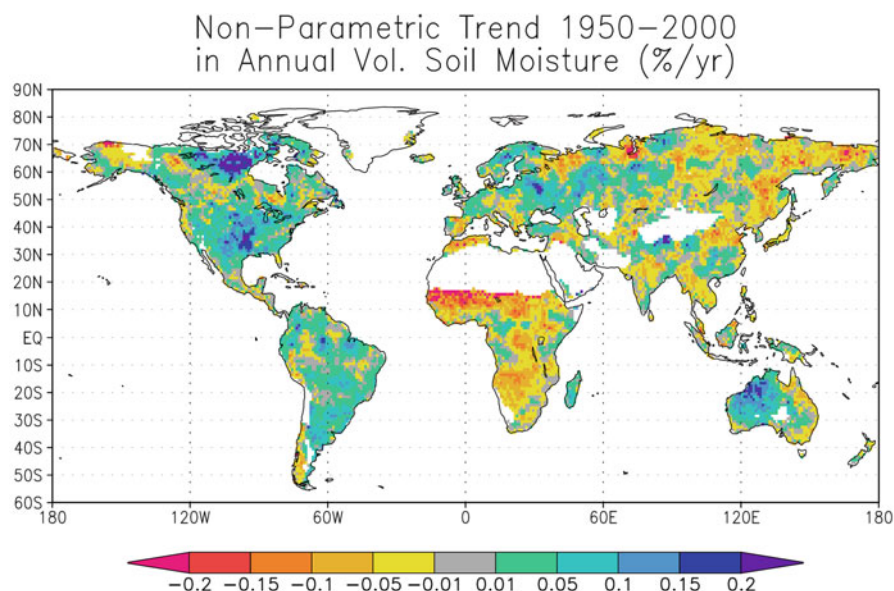 Non-Parametric Trend 1950-2000
in Annual Vol. Soil Moisture (%/yr)
90N
80N
70N
60N
50N
40N
30N
20N
10N
EQ
10S
20S
30S
40S
50S
60S
180 120W 60W 0 60E 120E 180
-0.2 -0.15 -0.1 -0.05 -0.01 0.01 0.05 0.1 0.15 0.2